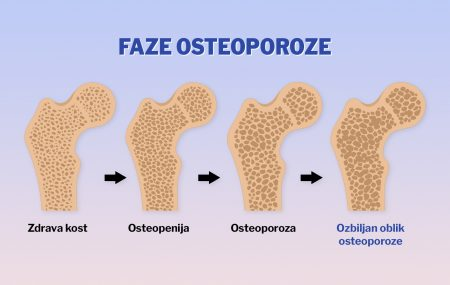 FAZE OSTEOPOROZE
Zdrava kost
Osteopenija
Osteoporoza
Ozbiljan oblik
osteoporoze